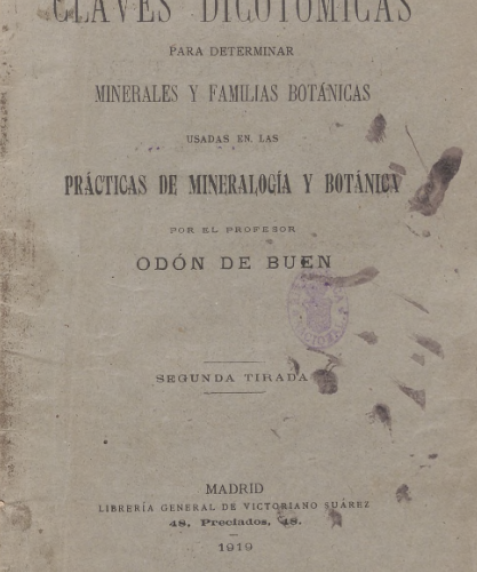 CLAVES DICOTÓMICAS
PARA DETERMINAR
MINERALES Y FAMILIAS BOTÁNICAS
USADAS EN LAS
PRÁCTICAS DE MINERALOGÍA Y BOTÁNICA
POR EL PROFESOR
ODÓN DE BUEN
SEGUNDA TIRADA
MADRID
LIBRERÍA GENERAL DE VICTORIANO SUÁREZ
48, Preciados, 48.
1919